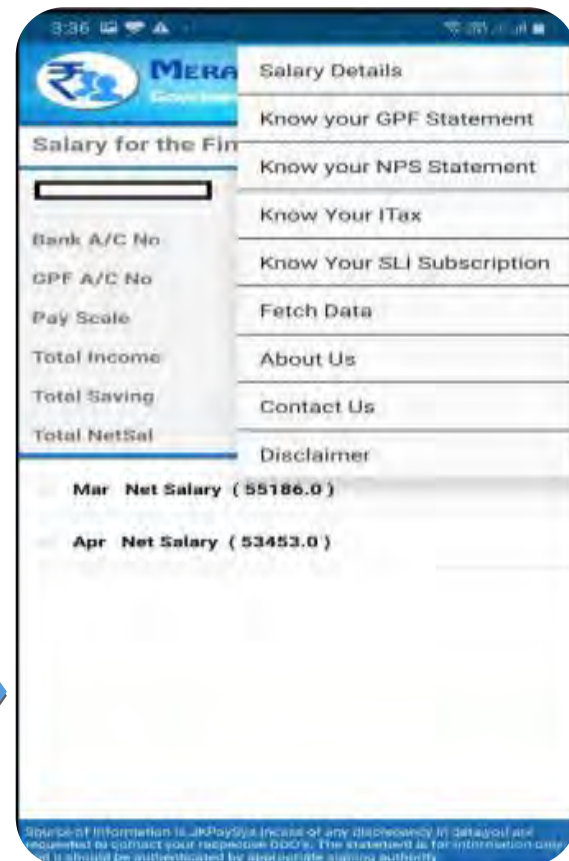 3:36
MERA
Salary for the Fin
Bank A/C No
GPF A/C No
Pay Scale
Total Income
Total Saving
Total NetSal
Salary Details
Know your GPF Statement
Know your NPS Statement
Know Your ITax
Know Your SLI Subscription
Fetch Data
About Us
Contact Us
Disclaimer
Mar Net Salary ( 55186.0 )
Apr Net Salary ( 53453.0 )
Source of Information is JKPaySys incase of any discrepancy in data,you are
requested to contact your respective DDO's. The statement is for information only
and it should be authenticated by appropriate signing authority